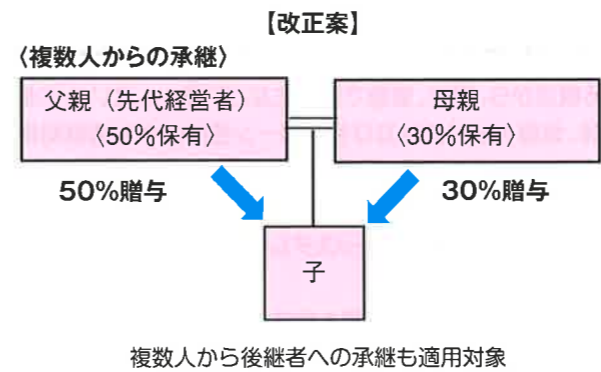 【改正案】
〈複数人からの承継〉
父親（先代経営者）
〈50％保有〉
母親
〈30％保有〉
50％贈与
30％贈与
子
複数人から後継者への承継も適用対象